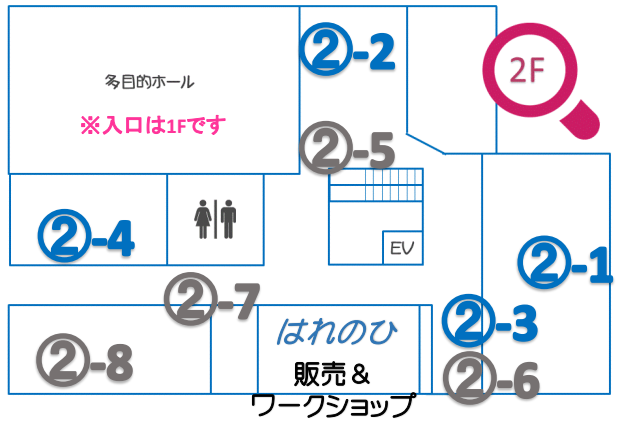 ②-2
2F
多目的ホール
※入口は1Fです
②-5
②-4
EV
②-1
②-7
②-3
はれのひ
②-8
販売＆
②-6
ワークショップ